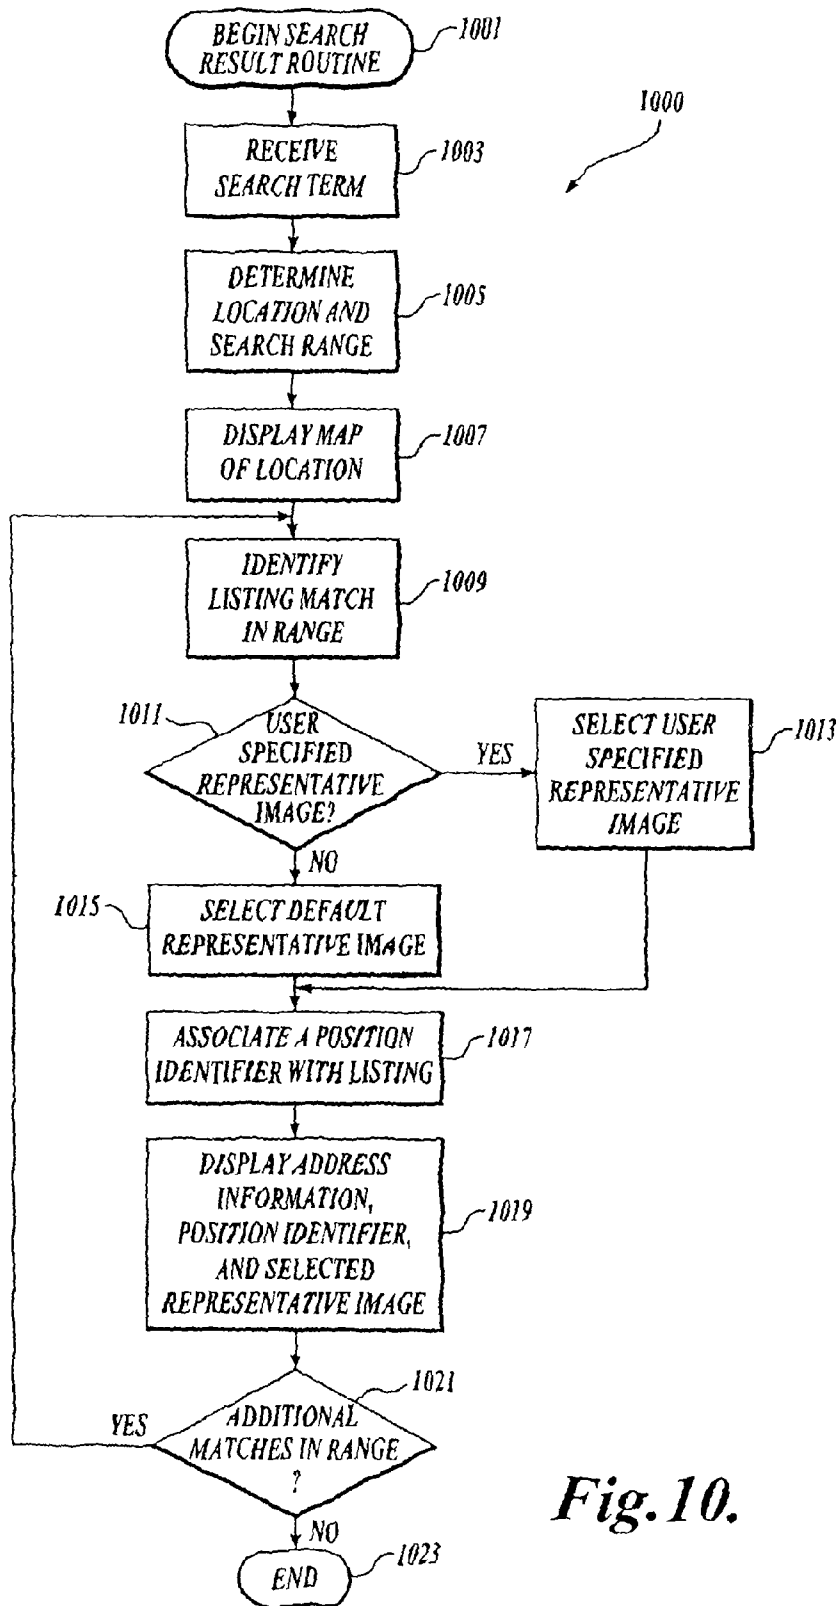 BEGIN SEARCH
RESULT ROUTINE
1001
1000
RECEIVE
SEARCH TERM
1003
DETERMINE
LOCATION AND
SEARCH RANGE
1005
DISPLAY MAP
OF LOCATION
1007
IDENTIFY
LISTING MATCH
IN RANGE
1009
1011
USER
SPECIFIED
REPRESENTATIVE
IMAGE?
YES
SELECT USER
SPECIFIED
REPRESENTATIVE
IMAGE
1013
NO
1015
SELECT DEFAULT
REPRESENTATIVE IMAGE
ASSOCIATE A POSITION
IDENTIFIER WITH LISTING
1017
DISPLAY ADDRESS
INFORMATION,
POSITION IDENTIFIER,
AND SELECTED
REPRESENTATIVE IMAGE
1019
1021
YES
ADDITIONAL
MATCHES IN RANGE
?
NO
END
1023
Fig.10.